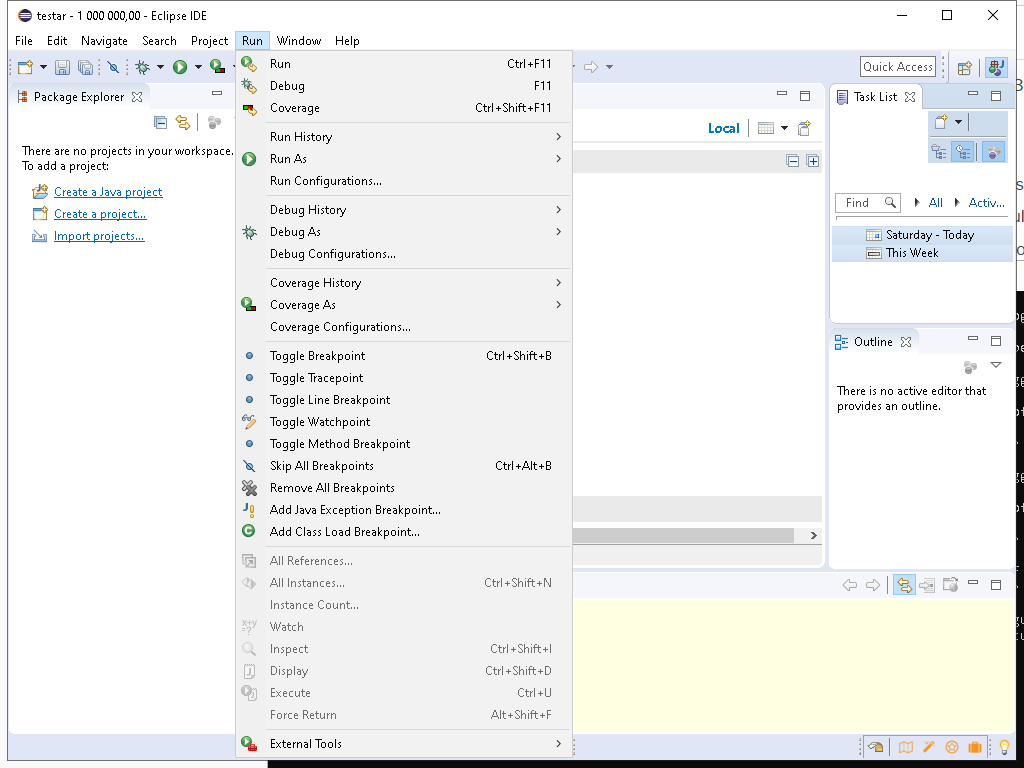 testar - 1 000 000,00 - Eclipse IDE
File Edit Navigate Search Project Run Window Help
Quick Access
Package Explorer
There are no projects in your workspace.
To add a project:
Create a Java project
Create a project...
Import projects...
Run Ctrl+F11
Debug F11
Coverage Ctrl+Shift+F11
Run History
Run As
Run Configurations...
Debug History
Debug As
Debug Configurations...
Coverage History
Coverage As
Coverage Configurations...
Toggle Breakpoint Ctrl+Shift+B
Toggle Tracepoint
Toggle Line Breakpoint
Toggle Watchpoint
Toggle Method Breakpoint
Skip All Breakpoints Ctrl+Alt+B
Remove All Breakpoints
Add Java Exception Breakpoint...
Add Class Load Breakpoint...
All References...
All Instances... Ctrl+Shift+N
Instance Count...
Watch
Inspect Ctrl+Shift+I
Display Ctrl+Shift+D
Execute Ctrl+U
Force Return Alt+Shift+F
External Tools
Local
Task List
Find All Activ...
Saturday - Today
This Week
Outline
There is no active editor that
provides an outline.